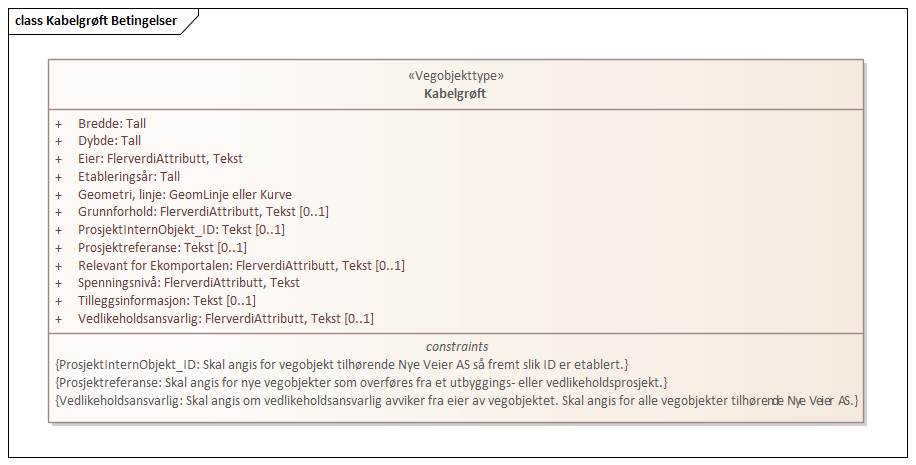 class Kabelgrøft Betingelser
«Vegobjekttype»
Kabelgrøft
+ Bredde: Tall
+ Dybde: Tall
+ Eier: FlerverdiAttributt, Tekst
+ Etableringsår: Tall
+ Geometri, linje: GeomLinje eller Kurve
+ Grunnforhold: FlerverdiAttributt, Tekst [0..1]
+ ProsjektInternObjekt_ID: Tekst [0..1]
+ Prosjektreferanse: Tekst [0..1]
+ Relevant for Ekomportalen: FlerverdiAttributt, Tekst [0..1]
+ Spenningsnivå: FlerverdiAttributt, Tekst
+ Tilleggsinformasjon: Tekst [0..1]
+ Vedlikeholdsansvarlig: FlerverdiAttributt, Tekst [0..1]
constraints
{ProsjektInternObjekt_ID: Skal angis for vegobjekt tilhørende Nye Veier AS så fremt slik ID er etablert.}
{Prosjektreferanse: Skal angis for nye vegobjekter som overføres fra et utbyggings- eller vedlikeholdsprosjekt.}
{Vedlikeholdsansvarlig: Skal angis om vedlikeholdsansvarlig avviker fra eier av vegobjektet. Skal angis for alle vegobjekter tilhørende Nye Veier AS.}